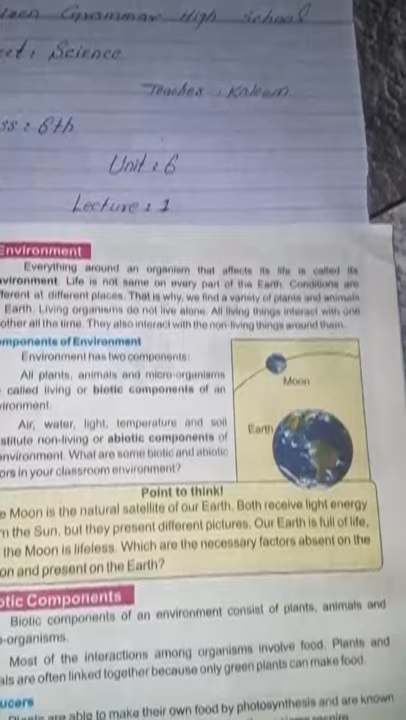 Grammar High School
Science
Teacher : Kaleem
ss : 6th
Unit : 6
Lecture : 1
Environment
Everything around an organism that affects its life is called its
vironment. Life is not same on every part of the Earth. Conditions are
ferent at different places. That is why, we find a variety of plants and animals
Earth. Living organisms do not live alone. All living things interact with one
other all the time. They also interact with the non-living things around them.
mponents of Environment
Environment has two components:
All plants, animals and micro-organisms
called living or biotic components of an
vironment.
Air, water, light, temperature and soil
stitute non-living or abiotic components of
environment. What are some biotic and abiotic
ors in your classroom environment?
Moon
Earth
Point to think!
e Moon is the natural satellite of our Earth. Both receive light energy
m the Sun, but they present different pictures. Our Earth is full of life,
the Moon is lifeless. Which are the necessary factors absent on the
on and present on the Earth?
otic Components
Biotic components of an environment consist of plants, animals and
o-organisms.
Most of the interactions among organisms involve food. Plants and
als are often linked together because only green plants can make food.
ucers
Plants are able to make their own food by photosynthesis and are known